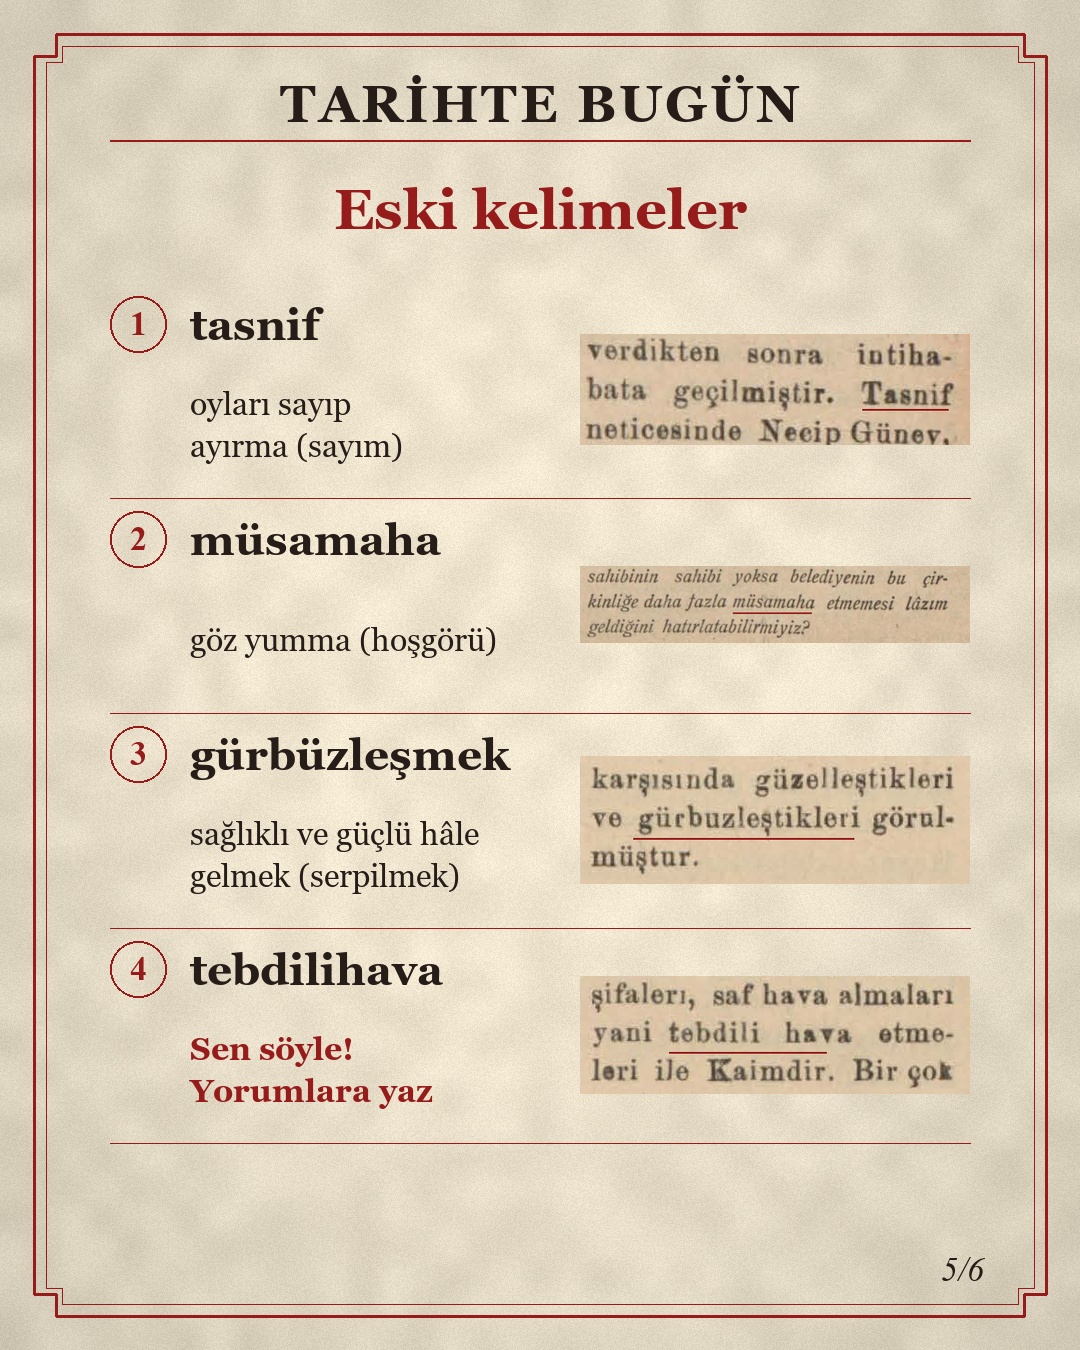 TARİHTE BUGÜN
Eski kelimeler
1 tasnif
oyları sayıp
ayırma (sayım)
verdikten sonra intiha-
bata geçilmiştir. Tasnif
neticesinde Necip Güney,
2 müsamaha
göz yumma (hoşgörü)
sahibinin sahibi yoksa belediyenin bu çir-
kinliğe daha fazla müsamaha etmemesi lâzım
geldiğini hatırlatabilirmiyiz?
3 gürbüzleşmek
sağlıklı ve güçlü hâle
gelmek (serpilmek)
karşısında güzelleştikleri
ve gürbuzleştikleri görul-
müştur.
4 tebdilihava
Sen söyle!
Yorumlara yaz
şifaları, saf hava almaları
yani tebdili hava etme-
leri ile Kaimdir. Bir çok
5/6